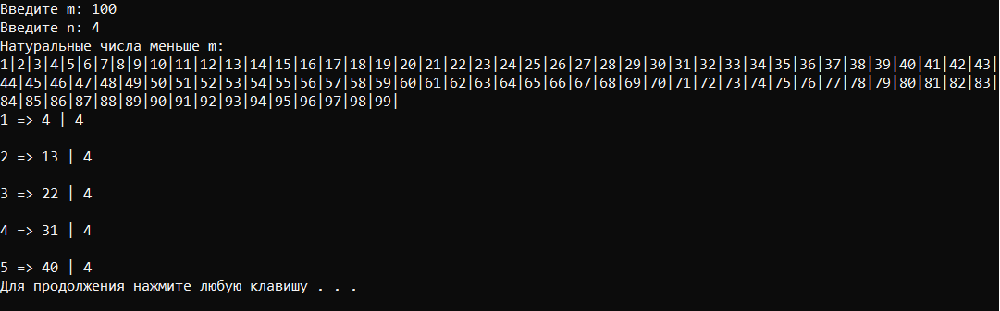 Введите m: 100
Введите n: 4
Натуральные числа меньше m:
1|2|3|4|5|6|7|8|9|10|11|12|13|14|15|16|17|18|19|20|21|22|23|24|25|26|27|28|29|30|31|32|33|34|35|36|37|38|39|40|41|42|43|
44|45|46|47|48|49|50|51|52|53|54|55|56|57|58|59|60|61|62|63|64|65|66|67|68|69|70|71|72|73|74|75|76|77|78|79|80|81|82|83|
84|85|86|87|88|89|90|91|92|93|94|95|96|97|98|99|
1 => 4 | 4
2 => 13 | 4
3 => 22 | 4
4 => 31 | 4
5 => 40 | 4
Для продолжения нажмите любую клавишу . . .